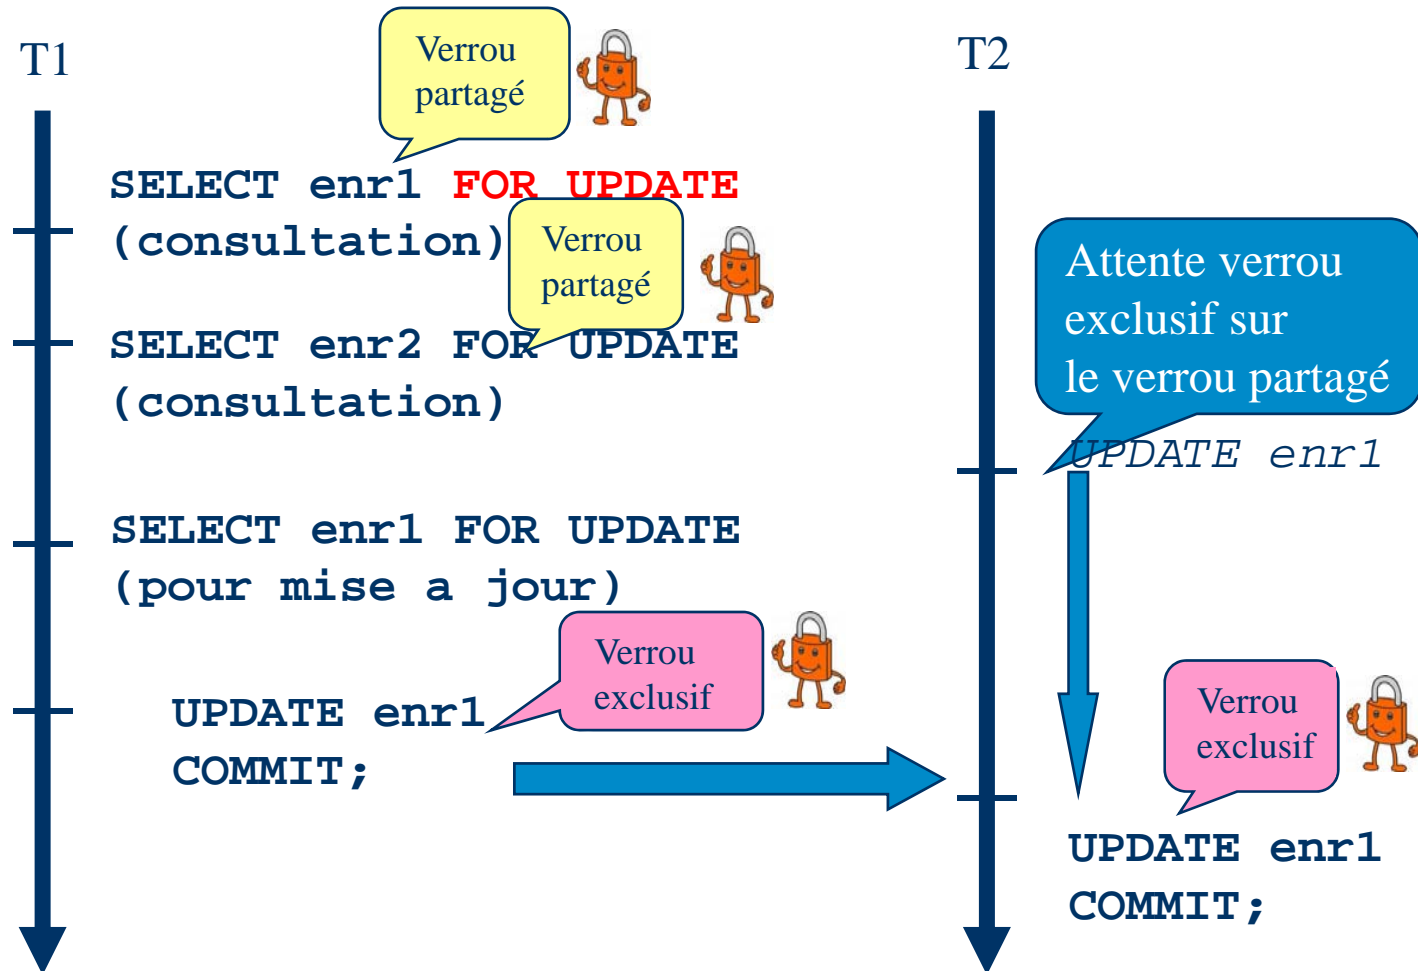 T1
Verrou
partagé
SELECT enr1 FOR UPDATE
(consultation)
Verrou
partagé
SELECT enr2 FOR UPDATE
(consultation)
SELECT enr1 FOR UPDATE
(pour mise a jour)
Verrou
exclusif
UPDATE enr1
COMMIT;
T2
Attente verrou
exclusif sur
le verrou partagé
UPDATE enr1
Verrou
exclusif
UPDATE enr1
COMMIT;